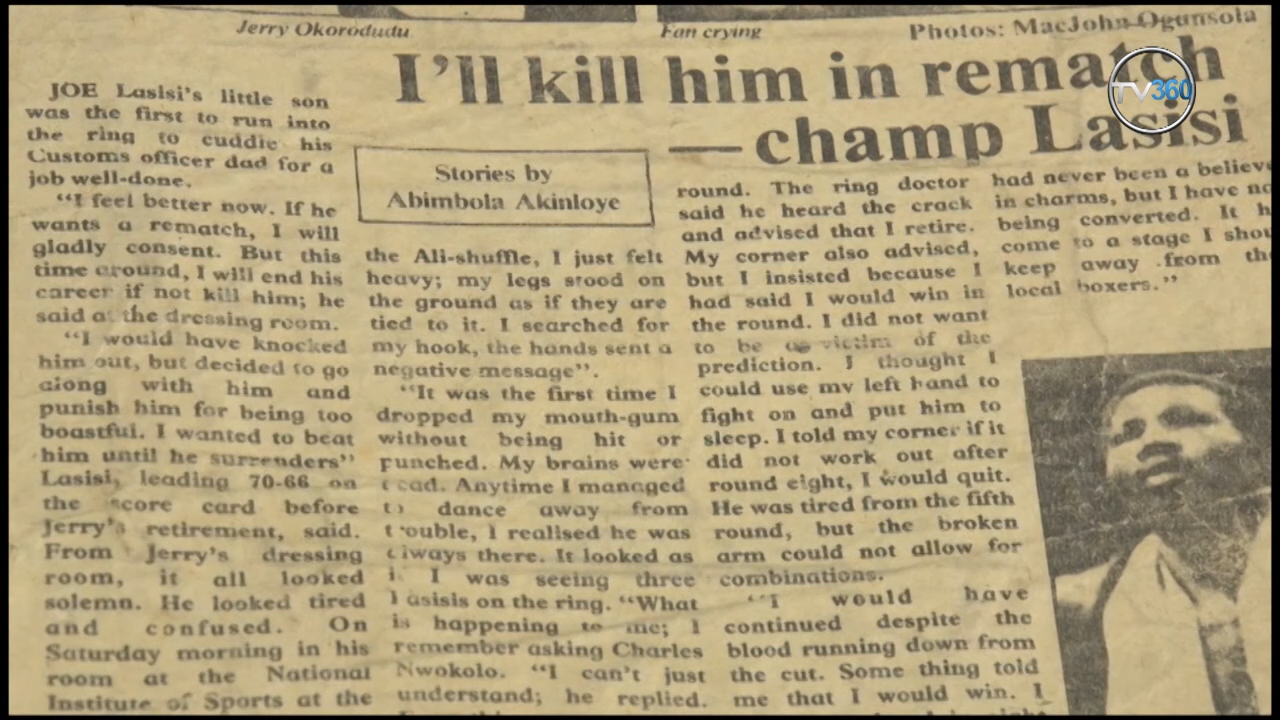 Jerry Okorodudu
Fan crying
Photos: MacJohn Ogunsola
TV360
I'll kill him in rematch
— champ Lasisi
JOE Lasisi's little son
was the first to run into
the ring to cuddle his
Customs officer dad for a
job well-done.
"I feel better now. If he
wants a rematch, I will
gladly consent. But this
time around, I will end his
career if not kill him; he
said at the dressing room.
"I would have knocked
him out, but decided to go
along with him and
punish him for being too
boastful. I wanted to beat
him until he surrenders"
Lasisi, leading 70-66 on
the score card before
Jerry's retirement, said.
From Jerry's dressing
room, it all looked
solemn. He looked tired
and confused. On
Saturday morning in his
room at the National
Institute of Sports at the
Stories by
Abimbola Akinloye
the Ali-shuffle, I just felt
heavy; my legs stood on
the ground as if they are
tied to it. I searched for
my hook, the hands sent a
negative message".
"It was the first time I
dropped my mouth-gum
without being hit or
punched. My brains were
dead. Anytime I managed
to dance away from
trouble, I realised he was
always there. It looked as
if I was seeing three
Lasisis on the ring. "What
is happening to me; I
remember asking Charles
Nwokolo. "I can't just
understand; he replied.
round. The ring doctor
said he heard the crack
and advised that I retire.
My corner also advised,
but I insisted because I
had said I would win in
the round. I did not want
to be victim of the
prediction. I thought I
could use my left hand to
fight on and put him to
sleep. I told my corner if it
did not work out after
round eight, I would quit.
He was tired from the fifth
round, but the broken
arm could not allow for
combinations.
"I would have
continued despite the
blood running down from
the cut. Some thing told
me that I would win. I
had never been a believe
in charms, but I have no
being converted. It h
come to a stage I shou
keep away from th
local boxers."